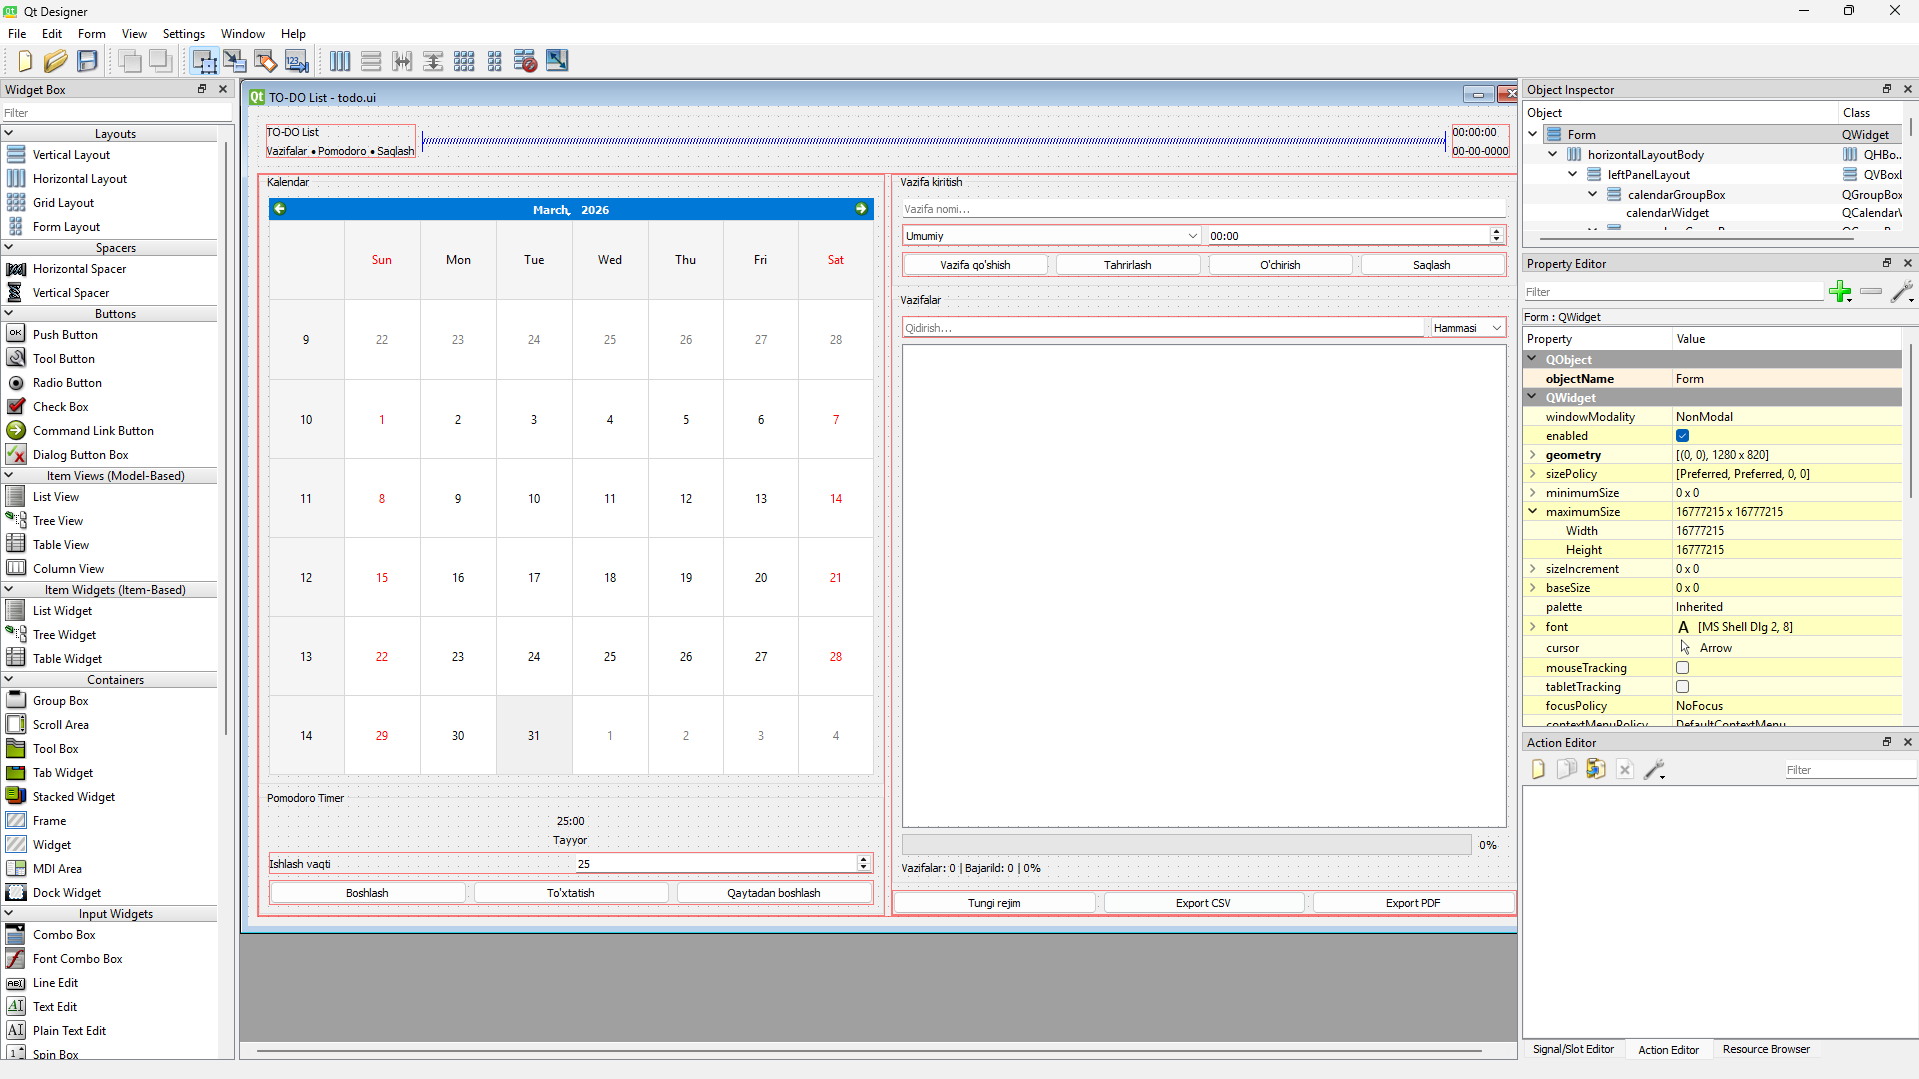 Qt Designer
File Edit Form View Settings Window Help
Widget Box
Filter
Layouts
Vertical Layout
Horizontal Layout
Grid Layout
Form Layout
Spacers
Horizontal Spacer
Vertical Spacer
Buttons
Push Button
Tool Button
Radio Button
Check Box
Command Link Button
Dialog Button Box
Item Views (Model-Based)
List View
Tree View
Table View
Column View
Item Widgets (Item-Based)
List Widget
Tree Widget
Table Widget
Containers
Group Box
Scroll Area
Tool Box
Tab Widget
Stacked Widget
Frame
Widget
MDI Area
Dock Widget
Input Widgets
Combo Box
Font Combo Box
Line Edit
Text Edit
Plain Text Edit
Spin Box
TO-DO List - todo.ui
TO-DO List
Vazifalar • Pomodoro • Saqlash
00:00:00
00-00-0000
Kalendar
March, 2026
Sun Mon Tue Wed Thu Fri Sat
9 22 23 24 25 26 27 28
10 1 2 3 4 5 6 7
11 8 9 10 11 12 13 14
12 15 16 17 18 19 20 21
13 22 23 24 25 26 27 28
14 29 30 31 1 2 3 4
Pomodoro Timer
25:00
Tayyor
Ishlash vaqti 25
Boshlash To'xtatish Qaytadan boshlash
Vazifa kiritish
Vazifa nomi...
Umumiy 00:00
Vazifa qo'shish Tahrirlash O'chirish Saqlash
Vazifalar
Qidirish... Hammasi
0%
Vazifalar: 0 | Bajarildi: 0 | 0%
Tungi rejim Export CSV Export PDF
Object Inspector
Object Class
Form QWidget
horizontalLayoutBody QHBo...
leftPanelLayout QVBoxL
calendarGroupBox QGroupBox
calendarWidget QCalendarW
Property Editor
Filter
Form : QWidget
Property Value
QObject
objectName Form
QWidget
windowModality NonModal
enabled
geometry [(0, 0), 1280 x 820]
sizePolicy [Preferred, Preferred, 0, 0]
minimumSize 0 x 0
maximumSize 16777215 x 16777215
Width 16777215
Height 16777215
sizeIncrement 0 x 0
baseSize 0 x 0
palette Inherited
font A [MS Shell Dlg 2, 8]
cursor Arrow
mouseTracking
tabletTracking
focusPolicy NoFocus
contextMenuPolicy DefaultContextMenu
Action Editor
Filter
Signal/Slot Editor Action Editor Resource Browser